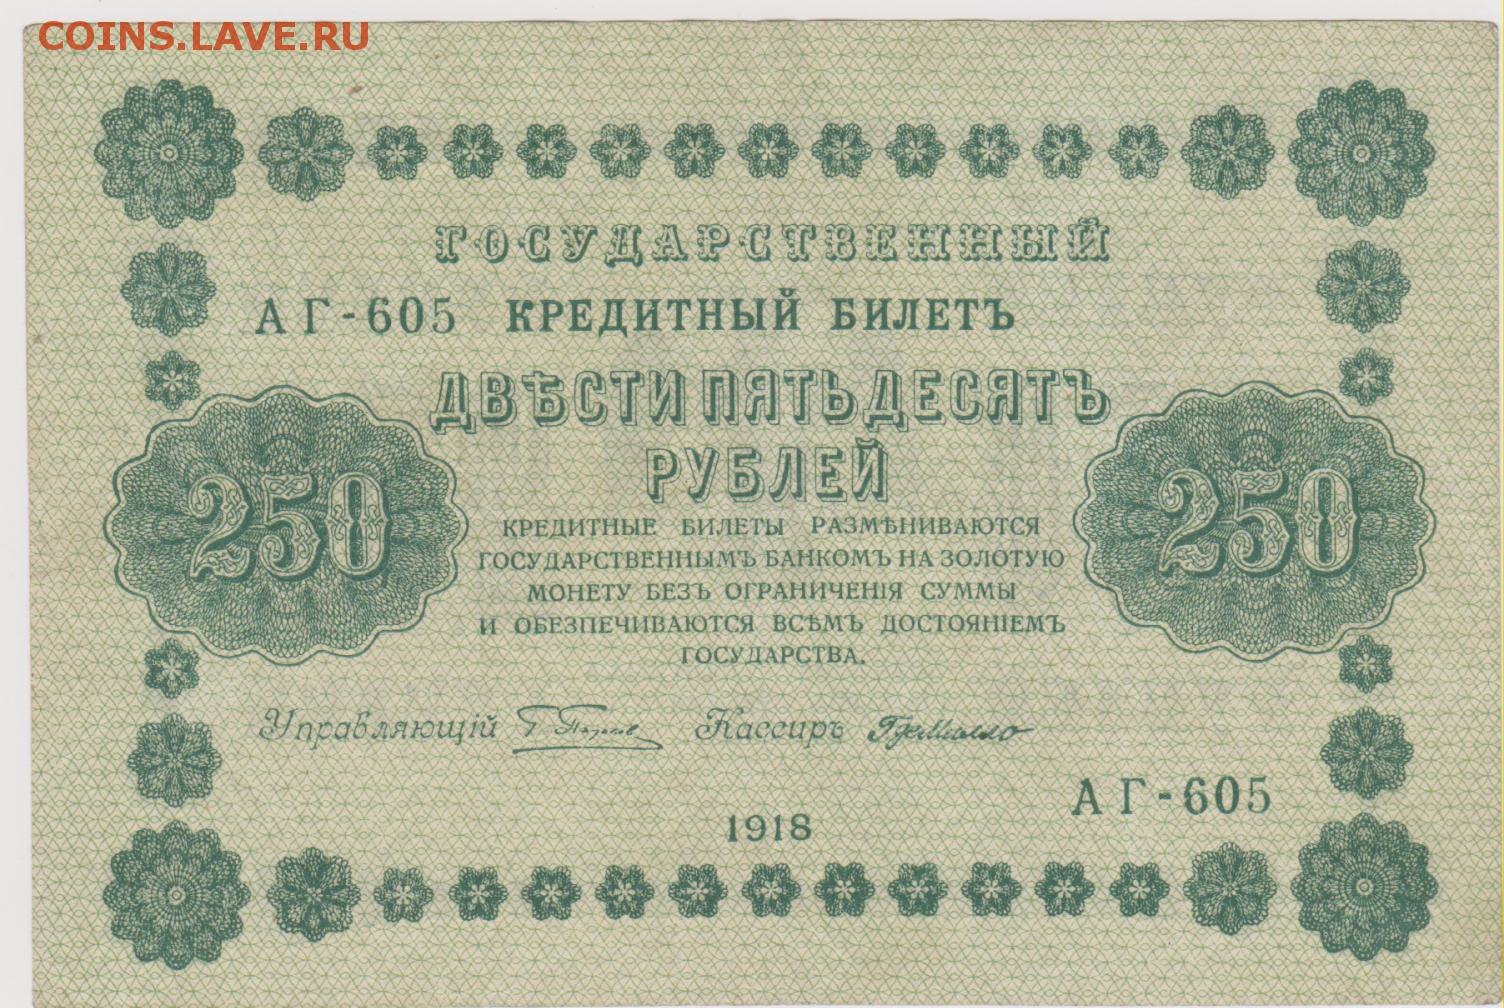 COINS.LAVE.RU
ГОСУДАРСТВЕННЫЙ
АГ-605 КРЕДИТНЫЙ БИЛЕТЪ
ДВѢСТИ ПЯТЬДЕСЯТЪ
РУБЛЕЙ
250
250
КРЕДИТНЫЕ БИЛЕТЫ РАЗМѢНИВАЮТСЯ
ГОСУДАРСТВЕННЫМЪ БАНКОМЪ НА ЗОЛОТУЮ
МОНЕТУ БЕЗЪ ОГРАНИЧЕНІЯ СУММЫ
И ОБЕЗПЕЧИВАЮТСЯ ВСѢМЪ ДОСТОЯНІЕМЪ
ГОСУДАРСТВА.
Управляющій Кассиръ
АГ-605
1918